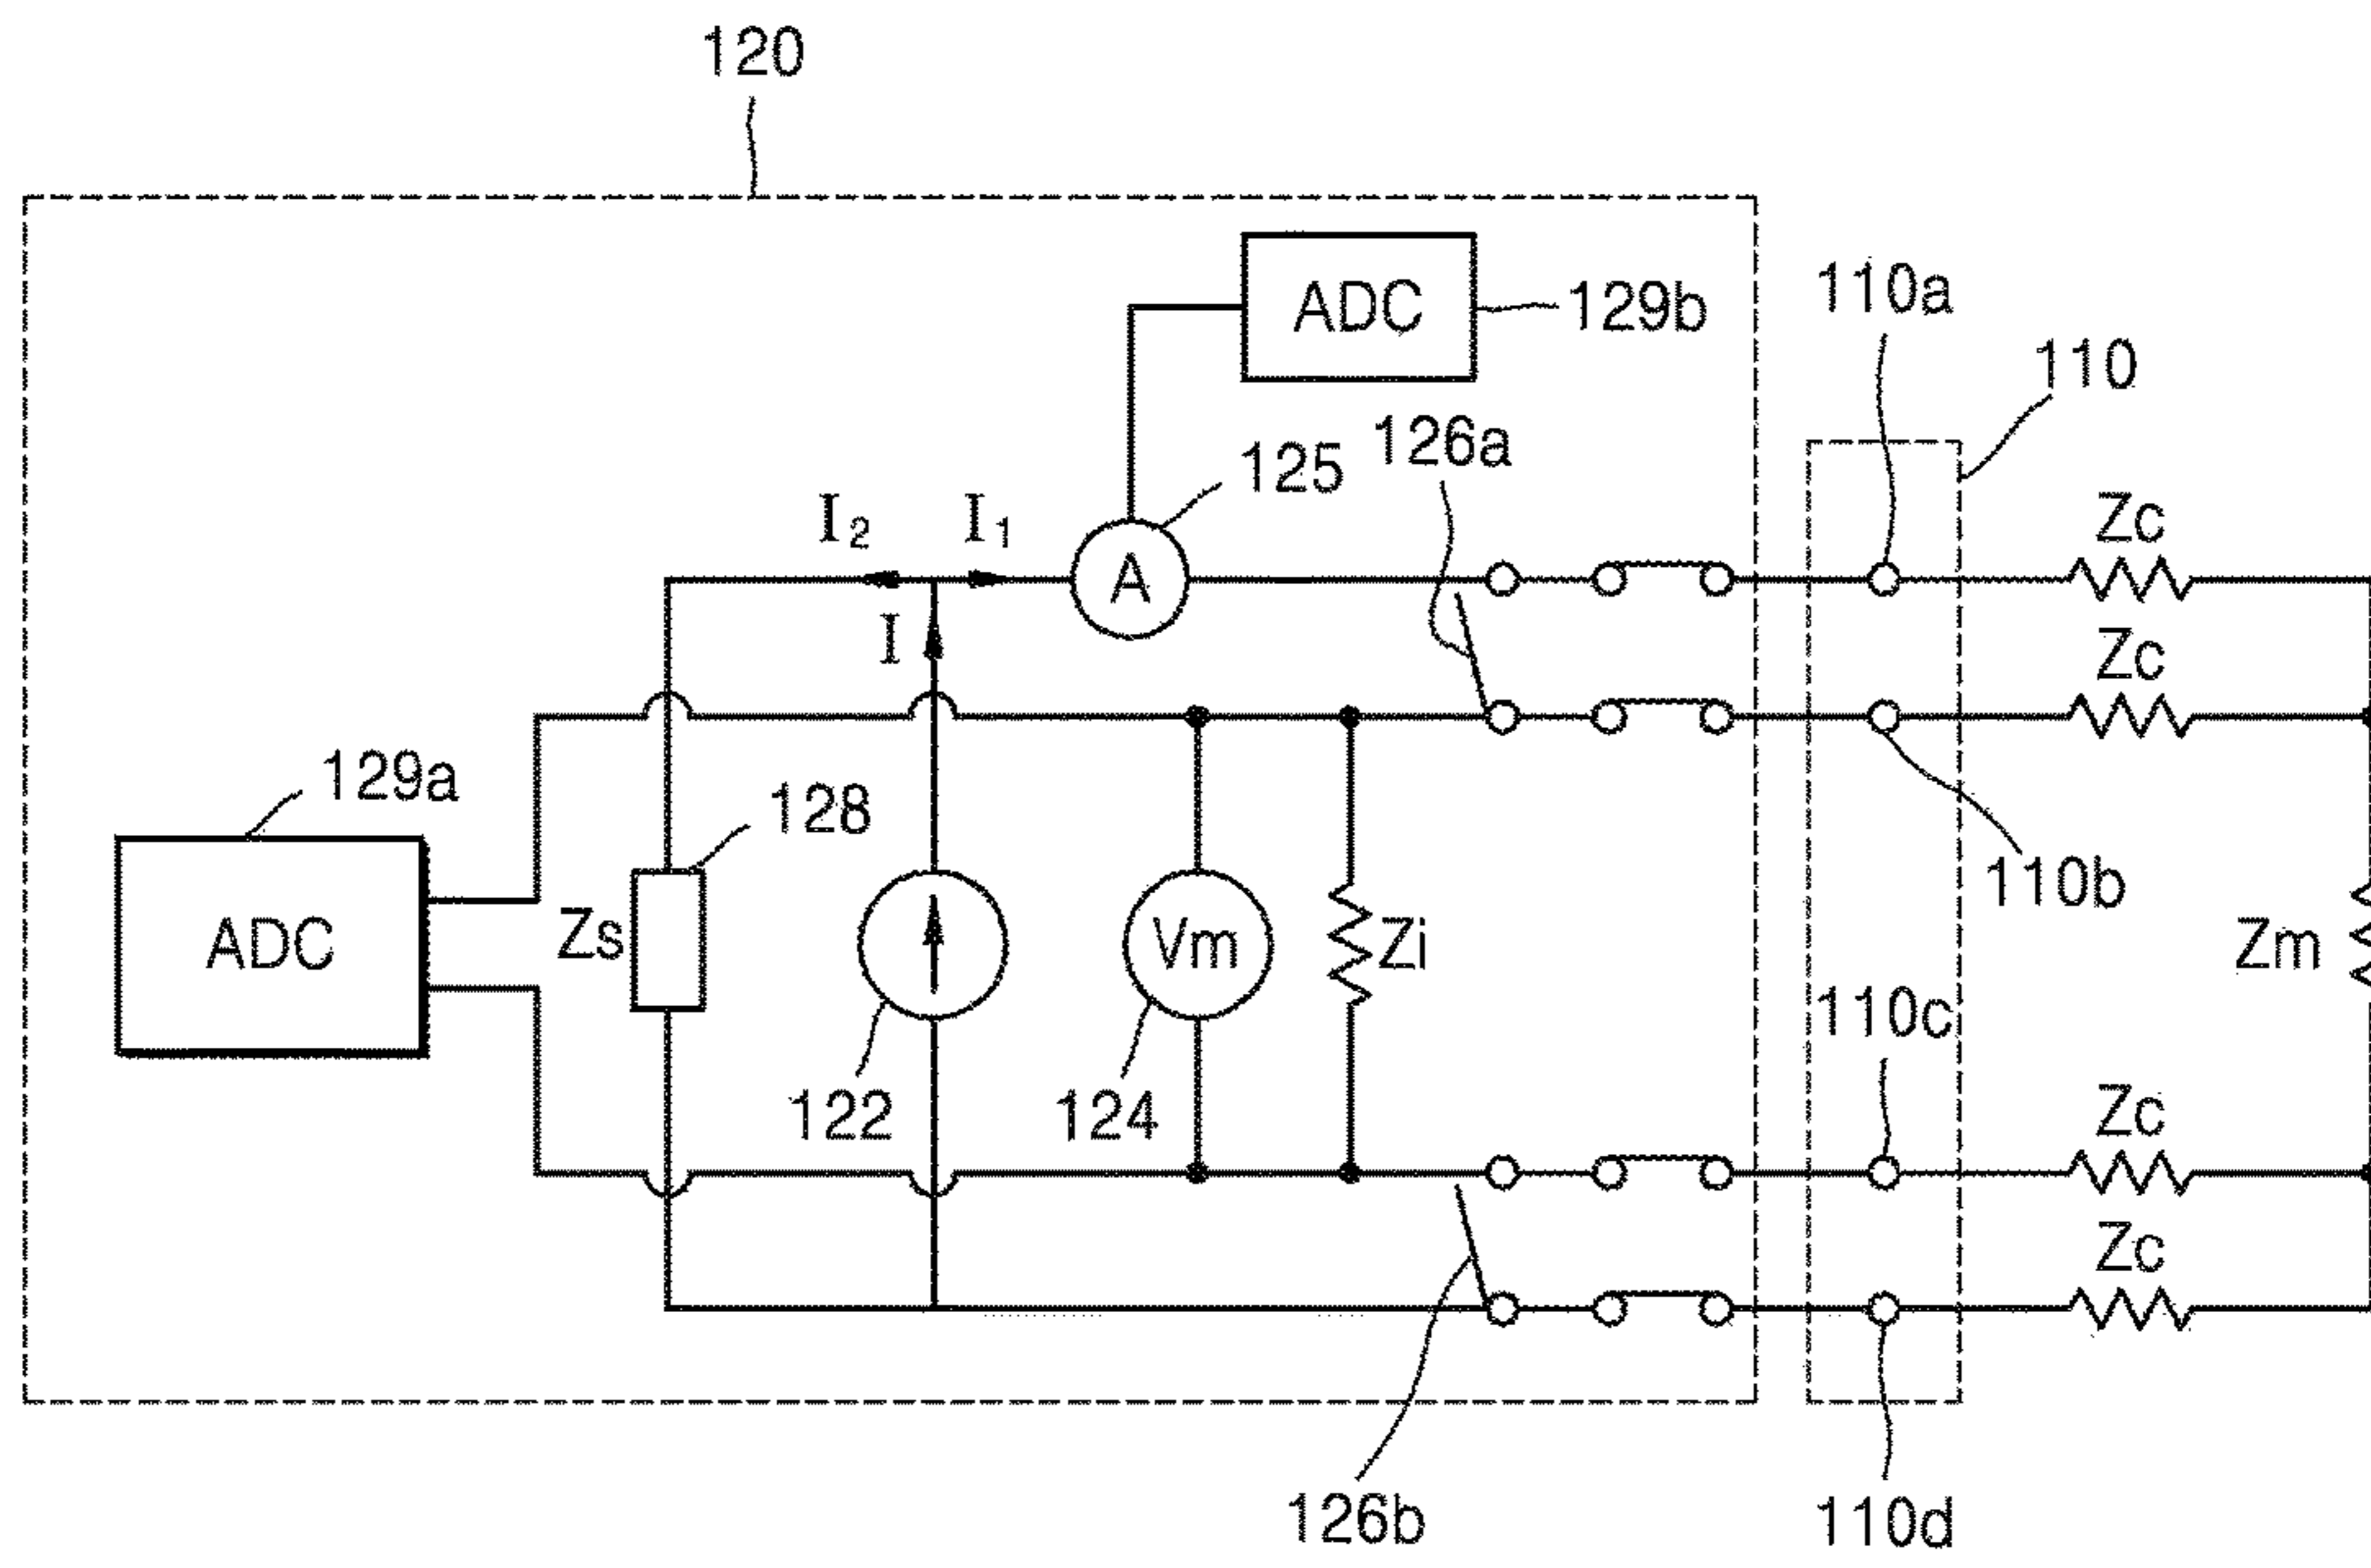 120
ADC
129b
110a
110
126a
125
I₂
I₁
A
Zc
I
Zc
129a
128
110b
ADC
Zs
Vm
Zi
Zm
110c
122
124
Zc
Zc
126b
110d